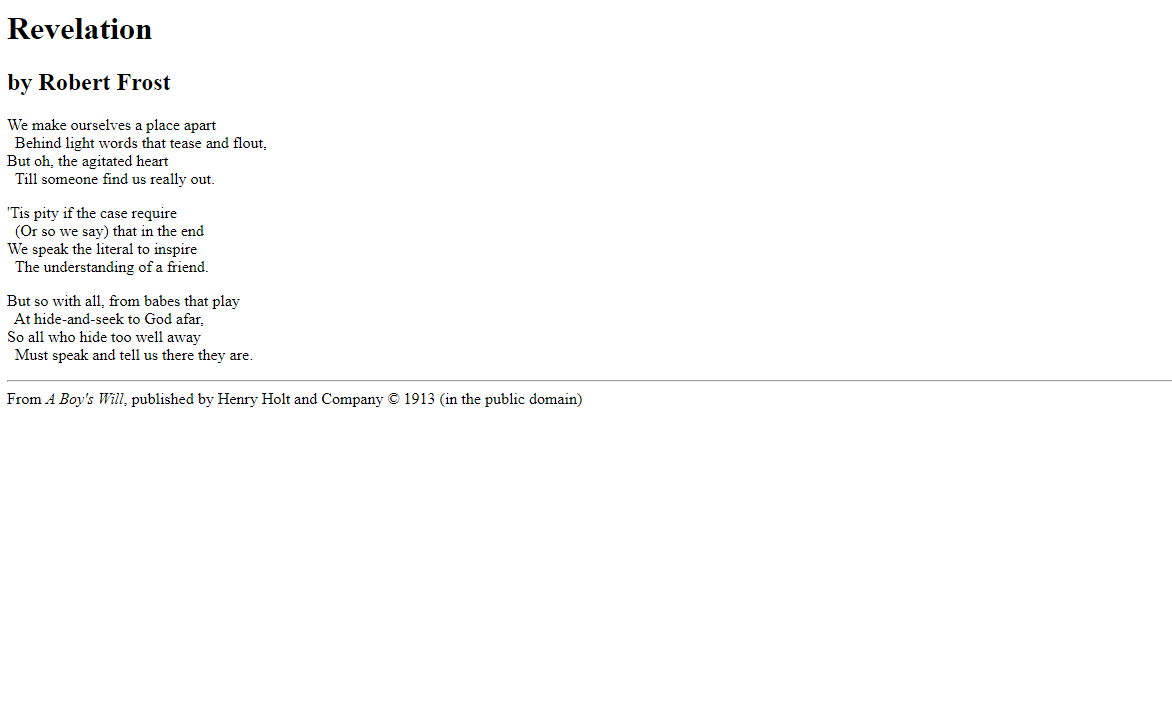 Revelation
by Robert Frost
We make ourselves a place apart
Behind light words that tease and flout,
But oh, the agitated heart
Till someone find us really out.
'Tis pity if the case require
(Or so we say) that in the end
We speak the literal to inspire
The understanding of a friend.
But so with all, from babes that play
At hide-and-seek to God afar,
So all who hide too well away
Must speak and tell us there they are.
From A Boy's Will, published by Henry Holt and Company © 1913 (in the public domain)